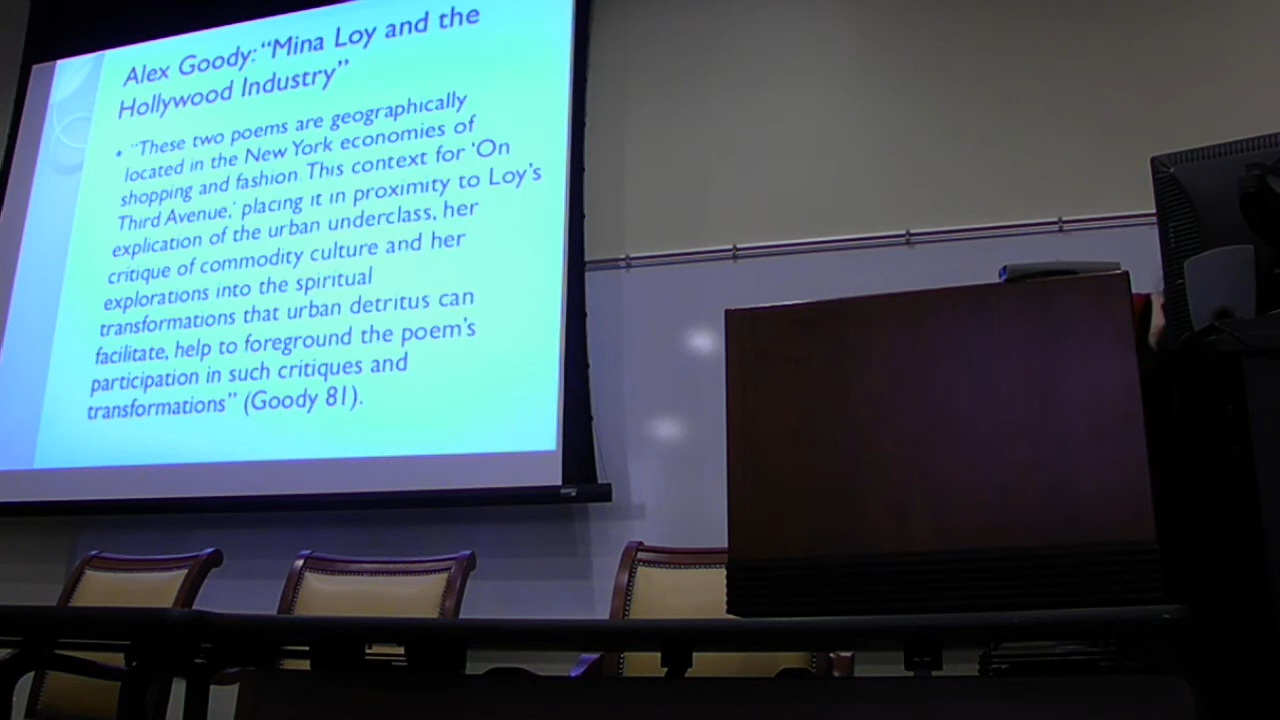 Alex Goody: “Mina Loy and the
Hollywood Industry”
• “These two poems are geographically
located in the New York economies of
shopping and fashion. This context for ‘On
Third Avenue,’ placing it in proximity to Loy’s
explication of the urban underclass, her
critique of commodity culture and her
explorations into the spiritual
transformations that urban detritus can
facilitate, help to foreground the poem’s
participation in such critiques and
transformations” (Goody 81).